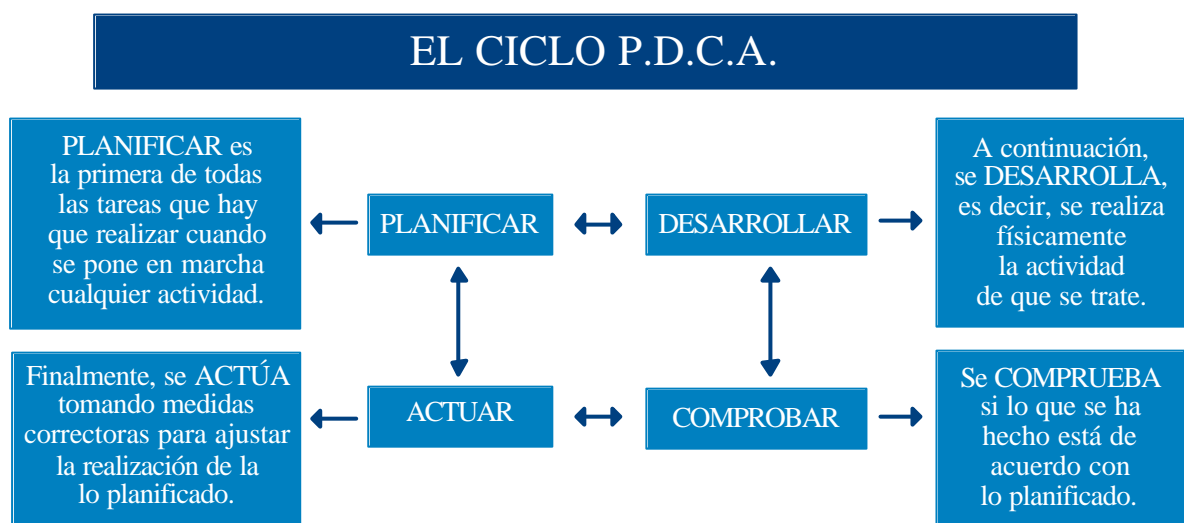 EL CICLO P.D.C.A.
PLANIFICAR es
la primera de todas
las tareas que hay
que realizar cuando
se pone en marcha
cualquier actividad.
PLANIFICAR
DESARROLLAR
A continuación,
se DESARROLLA,
es decir, se realiza
físicamente
la actividad
de que se trate.
Finalmente, se ACTÚA
tomando medidas
correctoras para ajustar
la realización de la
lo planificado.
ACTUAR
COMPROBAR
Se COMPRUEBA
si lo que se ha
hecho está de
acuerdo con
lo planificado.